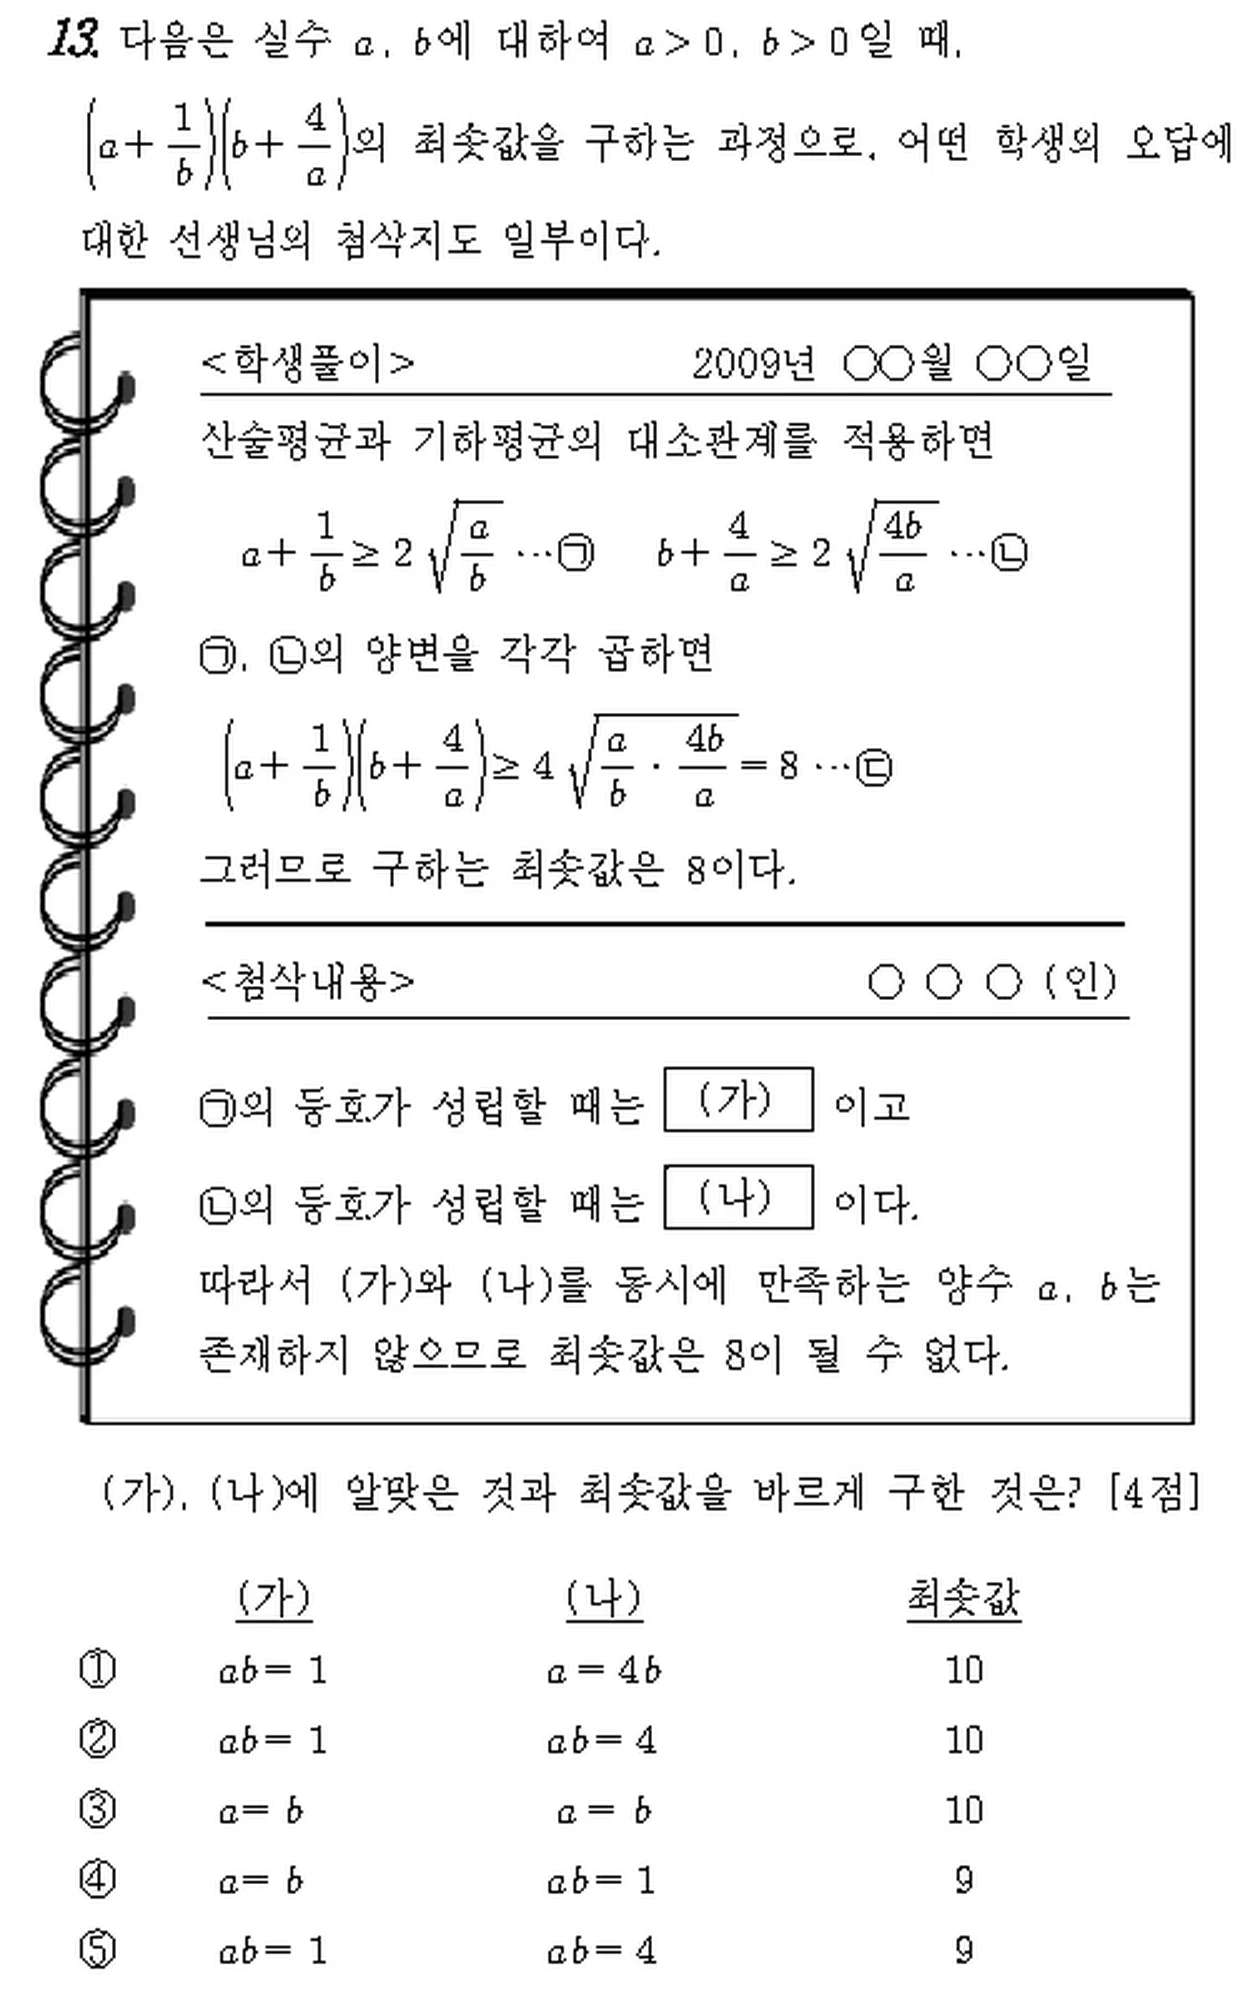 13. 다음은 실수 a, b에 대하여 a > 0, b > 0일 때,
(a + 1/b)(b + 4/a)의 최솟값을 구하는 과정으로, 어떤 학생의 오답에
대한 선생님의 첨삭지도 일부이다.
<학생풀이> 2009년 ○○월 ○○일
산술평균과 기하평균의 대소관계를 적용하면
a + 1/b ≥ 2√(a/b) …㉠ b + 4/a ≥ 2√(4b/a) …㉡
㉠, ㉡의 양변을 각각 곱하면
(a + 1/b)(b + 4/a) ≥ 4√(a/b · 4b/a) = 8 …㉢
그러므로 구하는 최솟값은 8이다.
<첨삭내용> ○ ○ ○ (인)
㉠의 등호가 성립할 때는 (가) 이고
㉡의 등호가 성립할 때는 (나) 이다.
따라서 (가)와 (나)를 동시에 만족하는 양수 a, b는
존재하지 않으므로 최솟값은 8이 될 수 없다.
(가), (나)에 알맞은 것과 최솟값을 바르게 구한 것은? [4점]
(가) (나) 최솟값
① ab = 1 a = 4b 10
② ab = 1 ab = 4 10
③ a = b a = b 10
④ a = b ab = 1 9
⑤ ab = 1 ab = 4 9